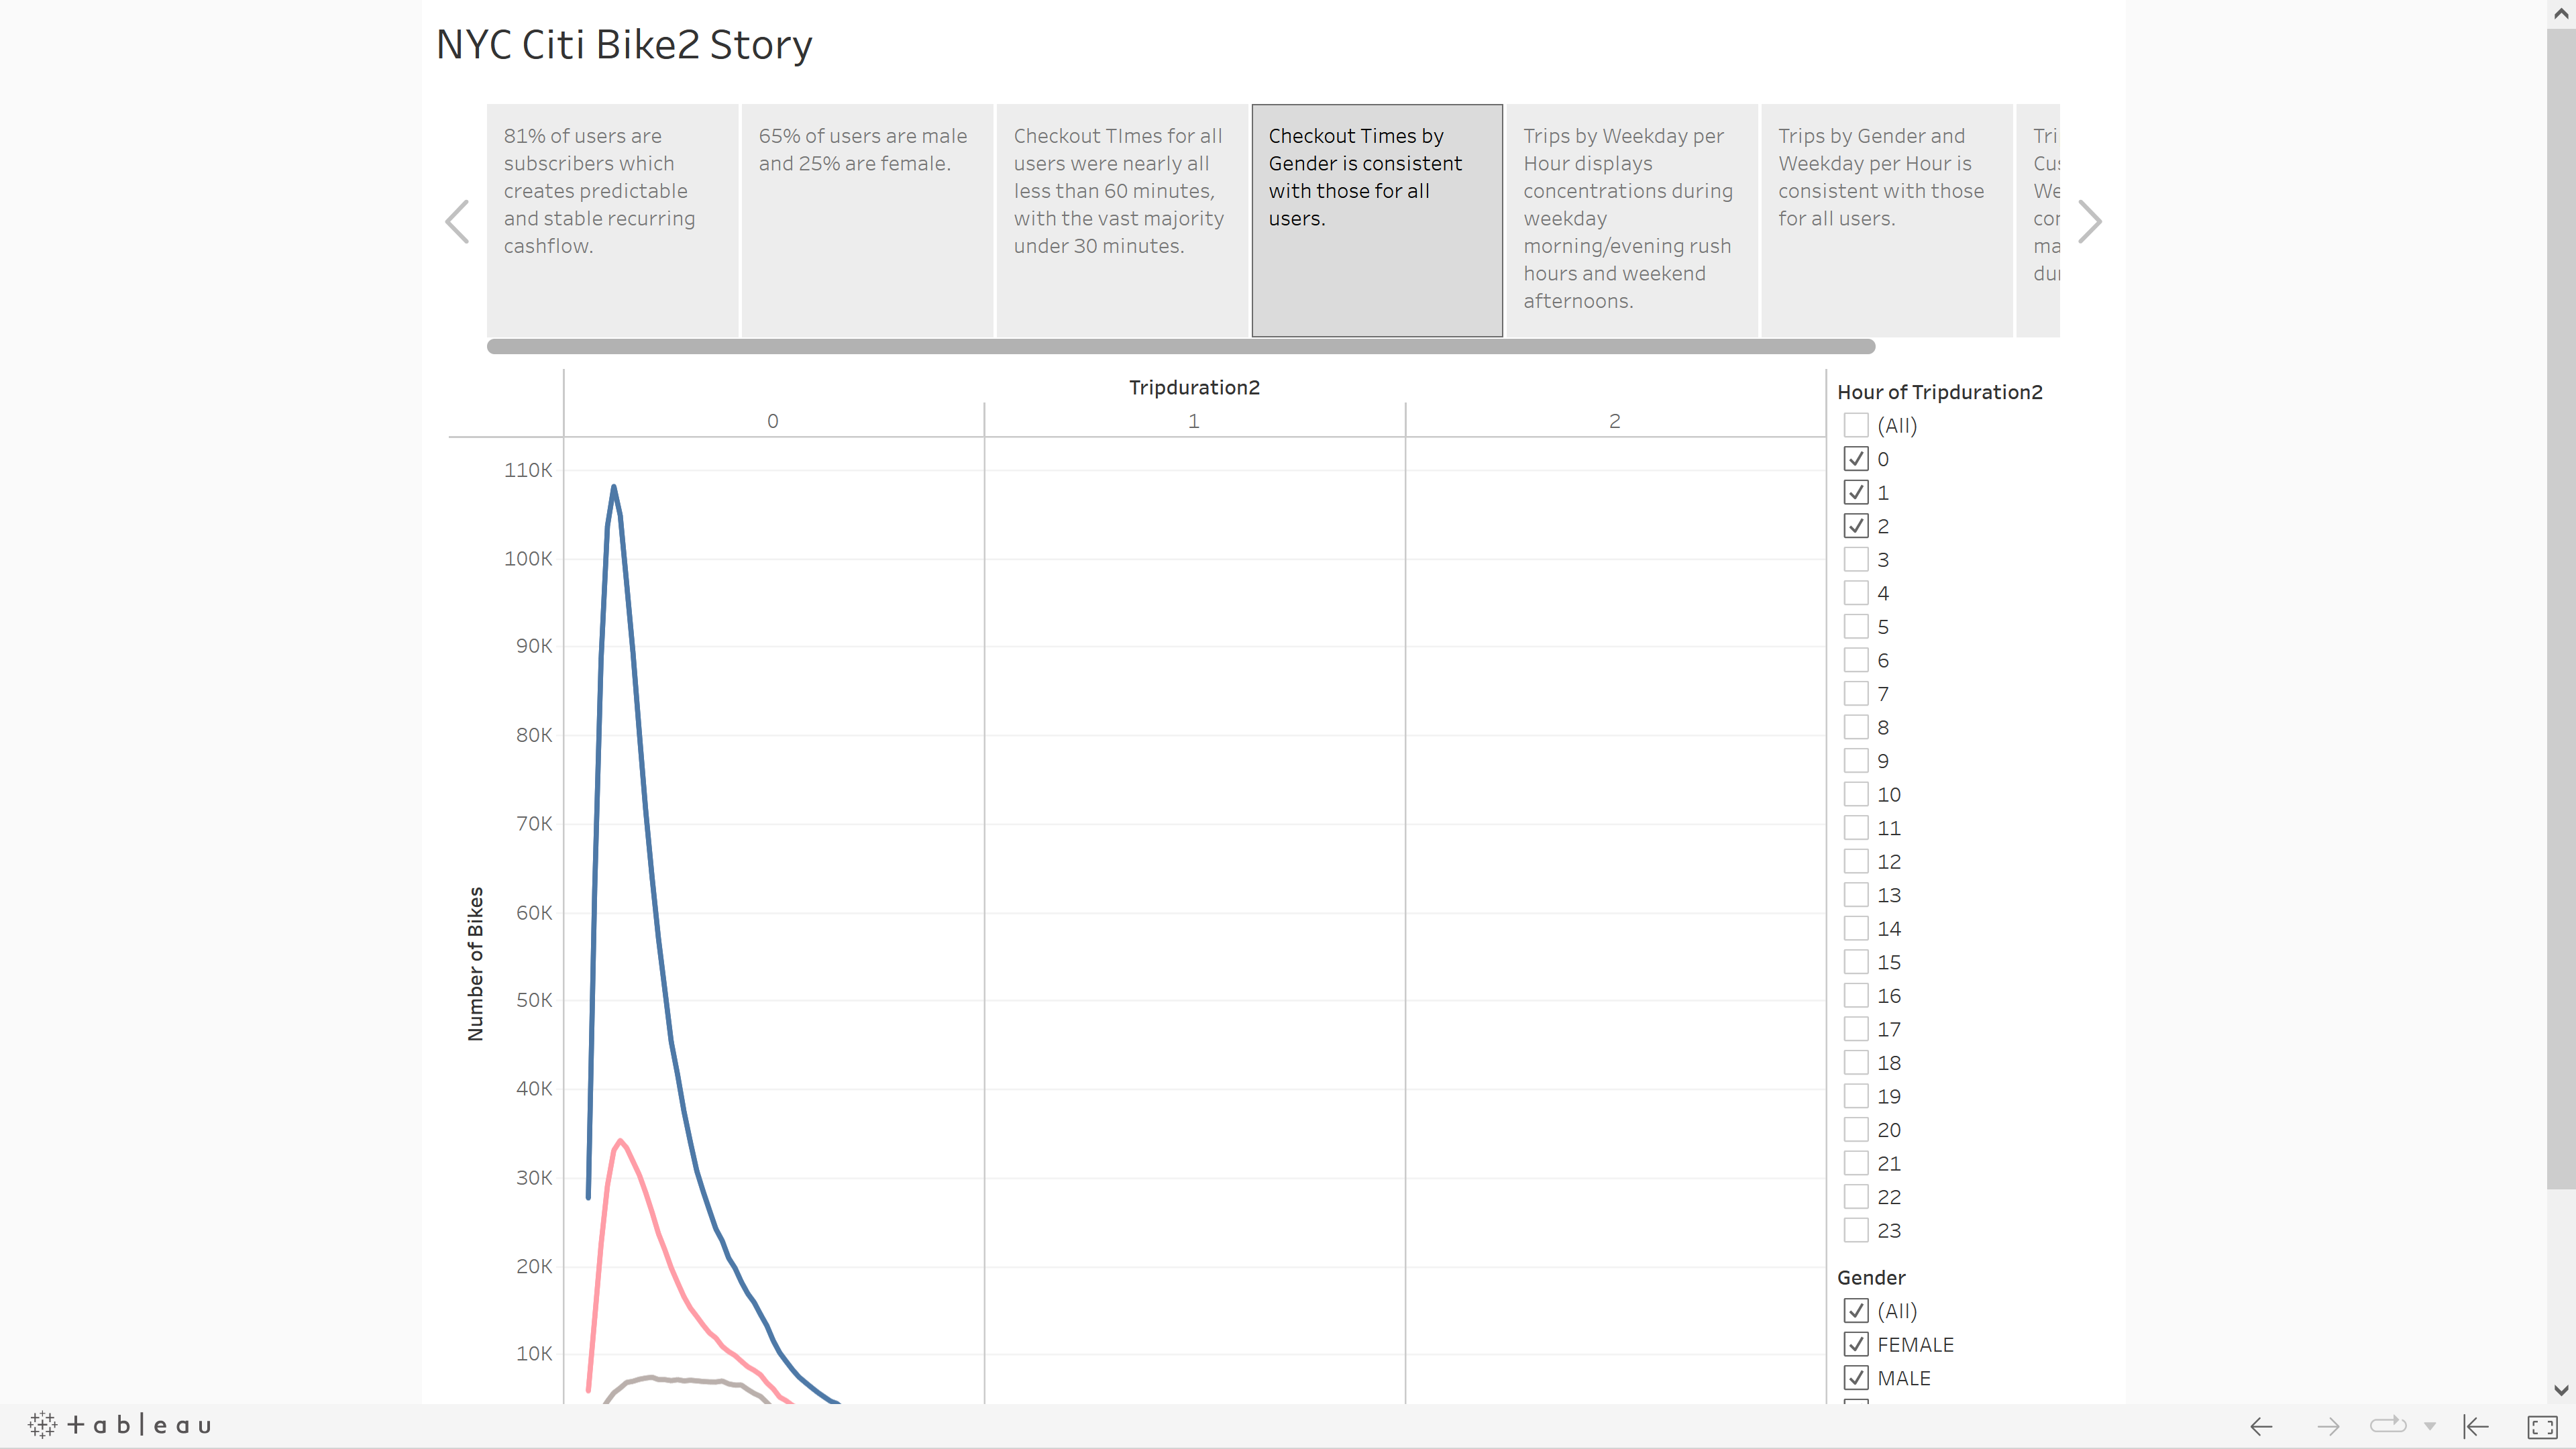 NYC Citi Bike2 Story
81% of users are
subscribers which
creates predictable
and stable recurring
cashflow.
65% of users are male
and 25% are female.
Checkout TImes for all
users were nearly all
less than 60 minutes,
with the vast majority
under 30 minutes.
Checkout Times by
Gender is consistent
with those for all
users.
Trips by Weekday per
Hour displays
concentrations during
weekday
morning/evening rush
hours and weekend
afternoons.
Trips by Gender and
Weekday per Hour is
consistent with those
for all users.
Tri
Cus
We
cor
ma
dur
Tripduration2
0
1
2
110K
100K
90K
80K
70K
60K
50K
40K
30K
20K
10K
Number of Bikes
Hour of Tripduration2
(All)
0
1
2
3
4
5
6
7
8
9
10
11
12
13
14
15
16
17
18
19
20
21
22
23
Gender
(All)
FEMALE
MALE
+ableau